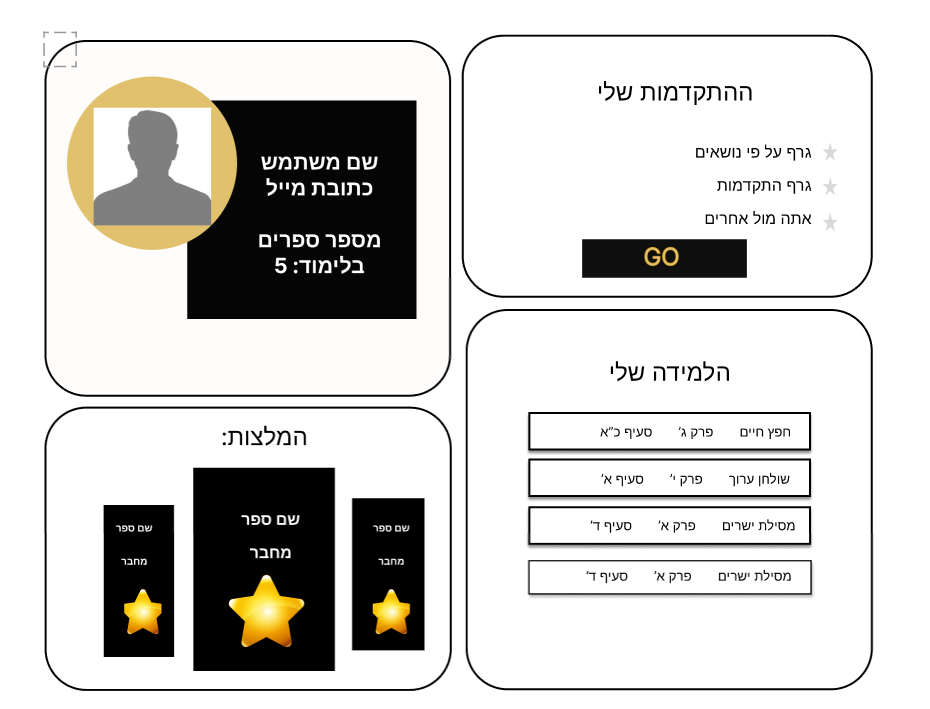 ההתקדמות שלי
גרף על פי נושאים
גרף התקדמות
אתה מול אחרים
GO
שם משתמש
כתובת מייל
מספר ספרים
בלימוד: 5
הלמידה שלי
חפץ חיים פרק ג' סעיף כ"א
שולחן ערוך פרק י' סעיף א'
מסילת ישרים פרק א' סעיף ד'
מסילת ישרים פרק א' סעיף ד'
המלצות:
שם ספר
מחבר
שם ספר
מחבר
שם ספר
מחבר